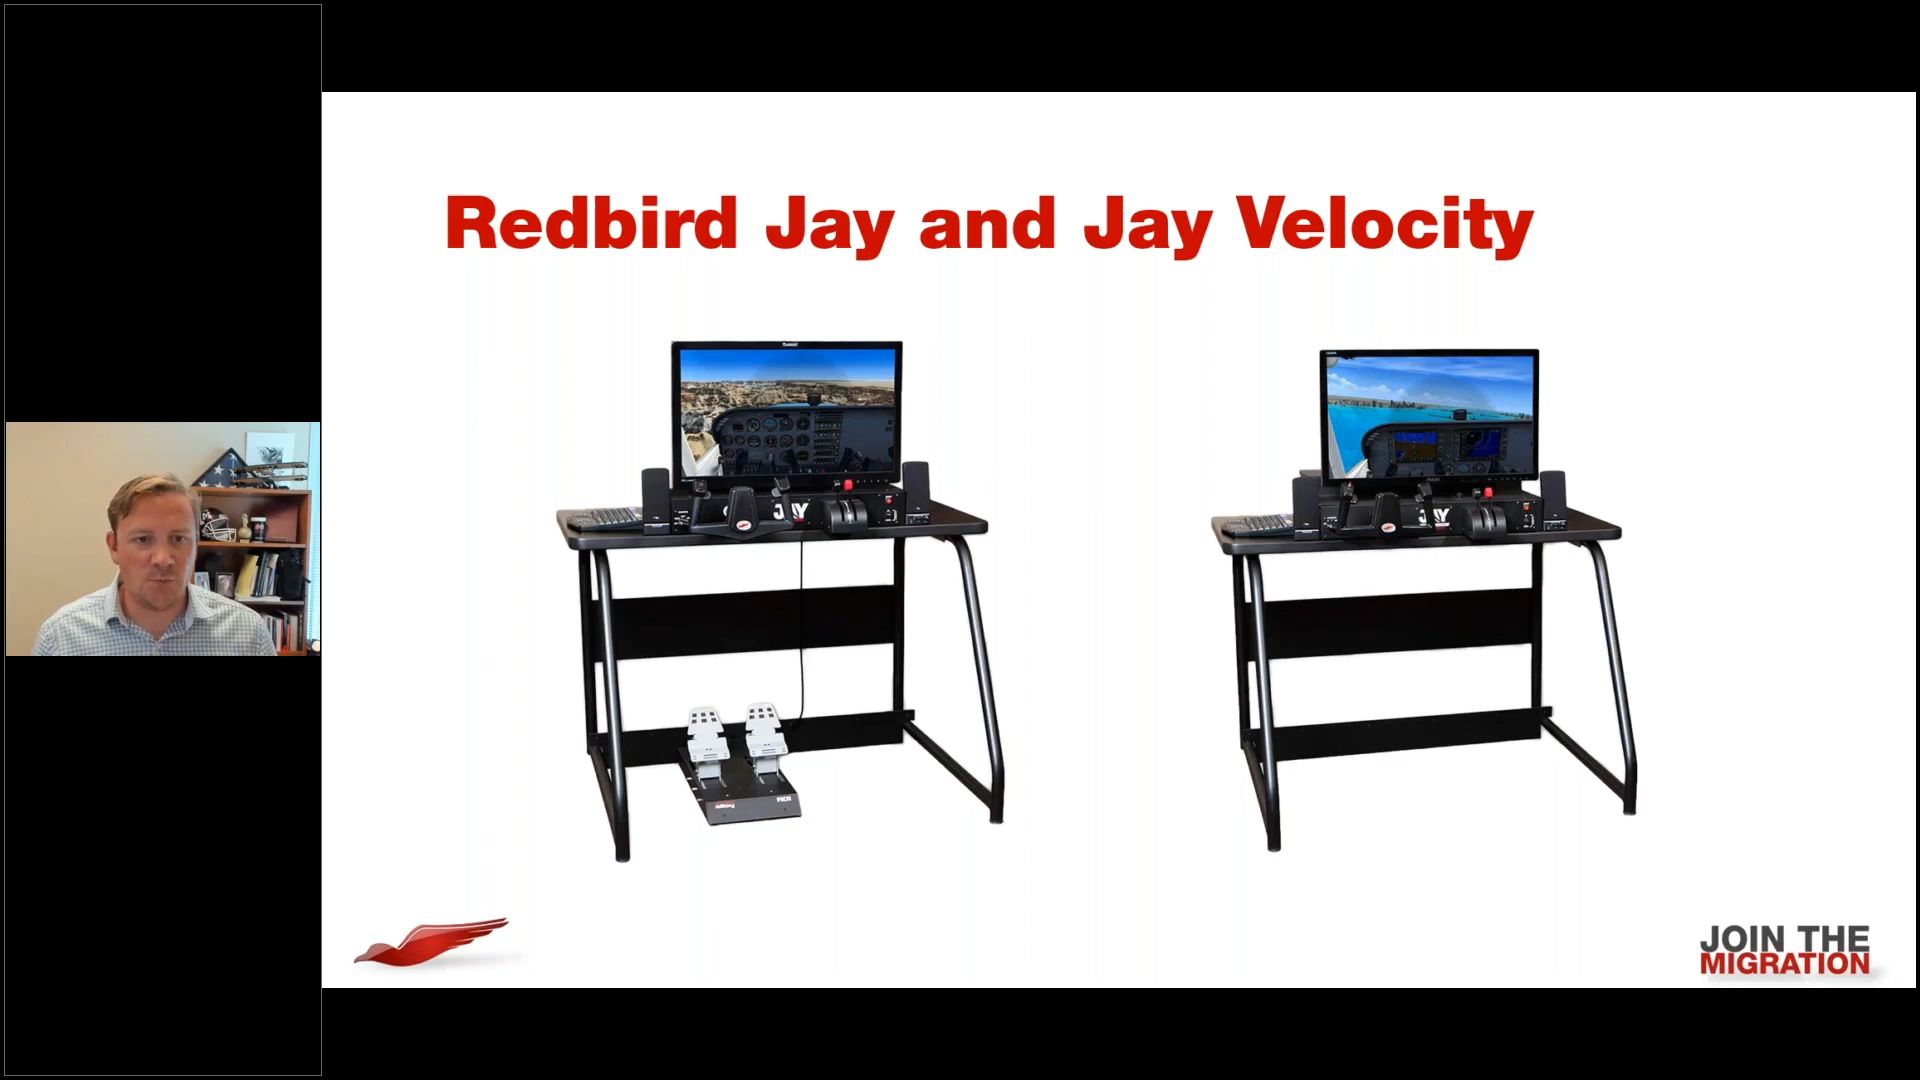 Redbird Jay and Jay Velocity
JAY
JAY
JOIN THE
MIGRATION